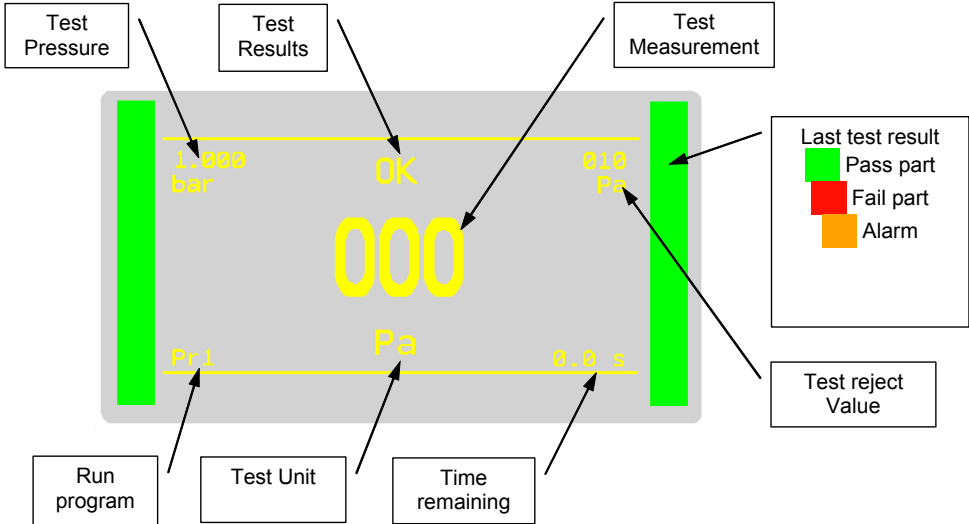 Test
Pressure
Test
Results
Test
Measurement
1.000
bar
OK
010
Pa
000
Pr1
Pa
0.0 s
Last test result
Pass part
Fail part
Alarm
Test reject
Value
Run
program
Test Unit
Time
remaining